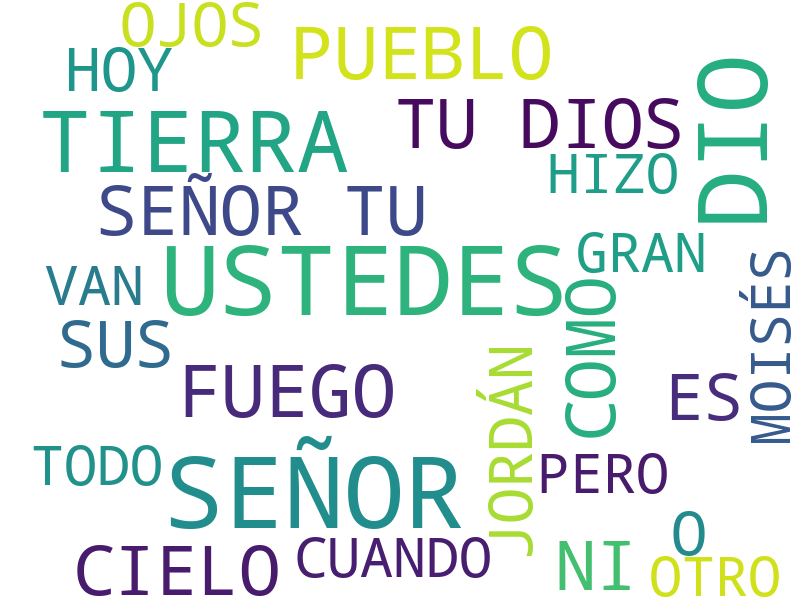 OJOS
HOY
PUEBLO
TIERRA
TU DIOS
DIO
HIZO
SEÑOR TU
USTEDES
GRAN
VAN
SUS
COMO
MOISÉS
FUEGO
JORDÁN
ES
TODO
SEÑOR
PERO
CIELO
CUANDO
NI
O
OTRO